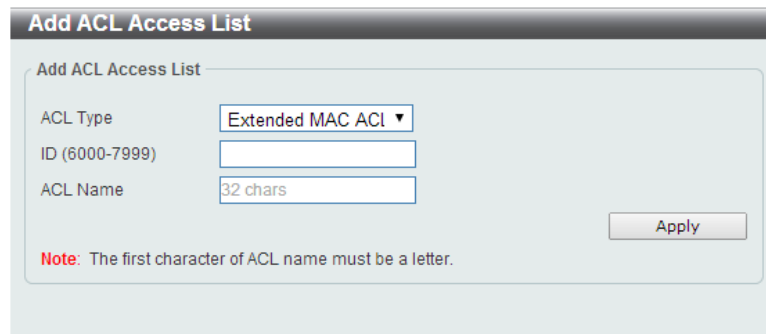 Add ACL Access List
Add ACL Access List
ACL Type Extended MAC ACL
ID (6000-7999)
ACL Name 32 chars
Apply
Note: The first character of ACL name must be a letter.